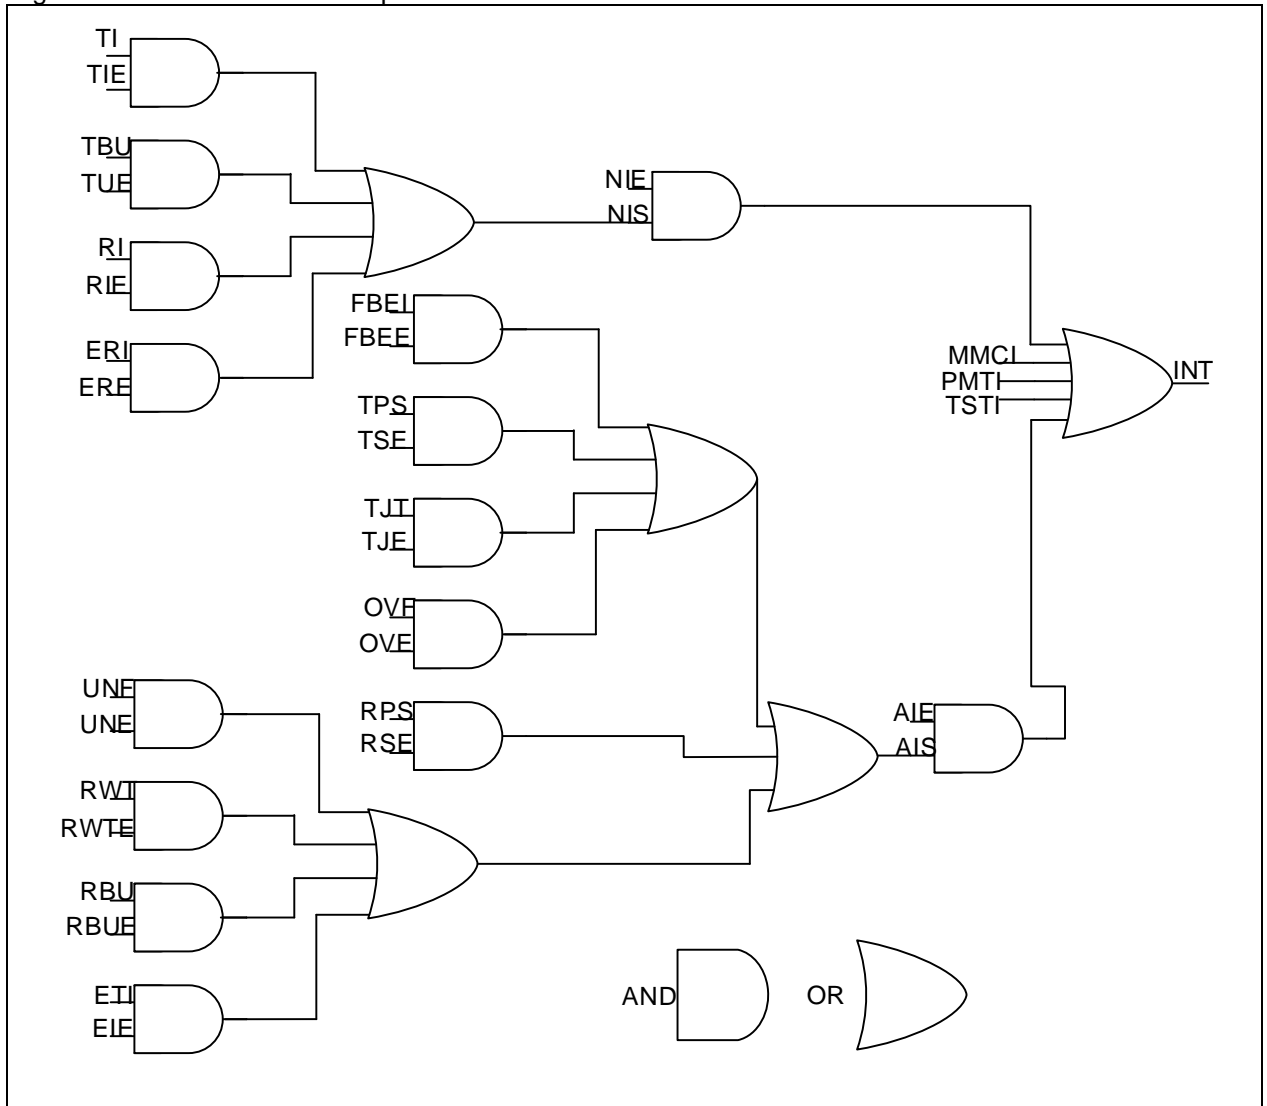 TI
TIE
TBU
TUE
RI
RIE
ERI
ERE
NIE
NIS
FBEI
FBEE
TPS
TSE
TJT
TJE
OVF
OVE
MMCI
PMTI
TSTI
INT
UNF
UNE
RPS
RSE
AIE
AIS
RWT
RWTE
RBU
RBUE
ETI
EIE
AND
OR